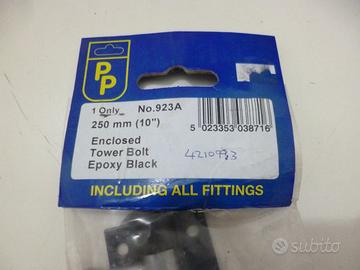 PP
1 Only No.923A
250 mm (10")
Enclosed
Tower Bolt
Epoxy Black
5 023353 038716
4210993
INCLUDING ALL FITTINGS
subito